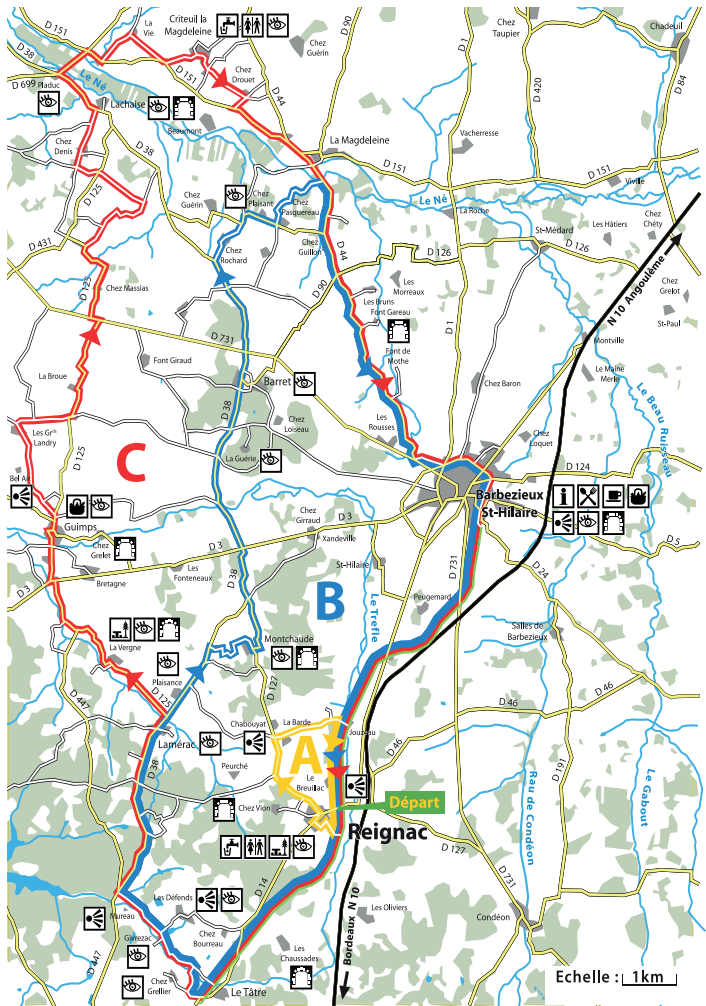 La
Vie
Criteuil la
Magdeleine
D 151
D 38
D 90
D 1
Chez
Taupier
Chadeuil
Chez
Guérin
D 699
Pladuc
Le Né
D 151
Chez
Drouet
D 44
D 420
D 84
Lachaise
Beaumont
Chez
Denis
D 38
La Magdeleine
Vacherresse
D 151
D 151
Viville
D 125
Chez
Guérin
Chez
Plaisant
Chez
Pasquereau
Le Né
La Roche
St-Médard
Les Hâtiers
Chez
Chéty
D 431
Chez
Rochard
Chez
Guillon
D 44
D 126
D 126
D 125
Chez Massias
D 90
Les
Morreaux
D 1
N 10 Angoulême
Chez
Grelot
St-Paul
Les Bruns
Font Gareau
D 731
Font Giraud
Font de
Mothe
Montville
La Broue
Barret
Chez Baron
Le Maine
Merle
Le Beau Ruisseau
D 38
Chez
Loiseau
Les
Rousses
Les Grds
Landry
D 125
C
La Guérie
Chez
Loquet
Bel Air
D 124
Barbezieux
St-Hilaire
Guimps
Chez
Giraud
D 3
Xandeville
D 5
Chez
Grelet
D 3
Les
Fonteneaux
St-Hilaire
D 731
D 24
Bretagne
D 3
D 38
B
Le Trèfle
Peugemard
Salles de
Barbezieux
La Vergne
Montchaude
Plaisance
D 447
D 125
D 127
D 46
D 46
Chabouyat
La Barde
Jouzeau
D 46
Lamérac
Peurché
A
Le
Breuillac
D 38
D 191
Le Gabout
Chez Vion
Départ
Reignac
Rau de Condéon
D 127
D 14
D 731
Les Défends
Mureau
Chez
Bourreau
Givrezac
Les Oliviers
Condéon
Bordeaux N 10
D 447
Chez
Grellier
Le Tâtre
Les
Chaussades
Echelle : 1km